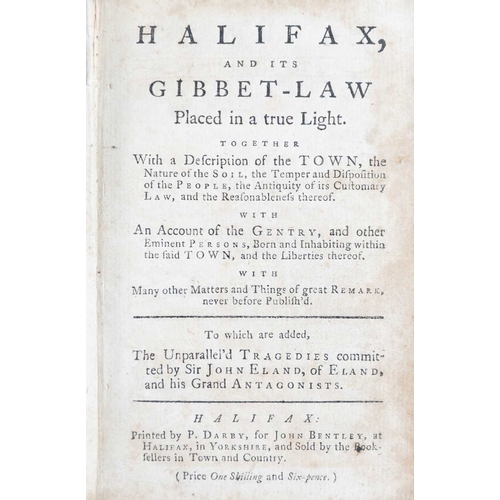 HALIFAX,
AND ITS
GIBBET-LAW
Placed in a true Light.
TOGETHER
With a Deſcription of the TOWN, the
Nature of the SOIL, the Temper and Diſpoſition
of the PEOPLE, the Antiquity of its Cuſtomary
LAW, and the Reaſonableneſs thereof.
WITH
An Account of the GENTRY, and other
Eminent PERSONS, Born and Inhabiting within
the ſaid TOWN, and the Liberties thereof.
WITH
Many other Matters and Things of great REMARK,
never before Publiſh'd.
To which are added,
The Unparallel'd TRAGEDIES commit-
ted by Sir JOHN ELAND, of ELAND,
and his Grand ANTAGONISTS.
HALIFAX:
Printed by P. DARBY, for JOHN BENTLEY, at
HALIFAX, in YORKSHIRE, and Sold by the Book-
ſellers in Town and Country.
(Price One Shilling and Six-pence.)